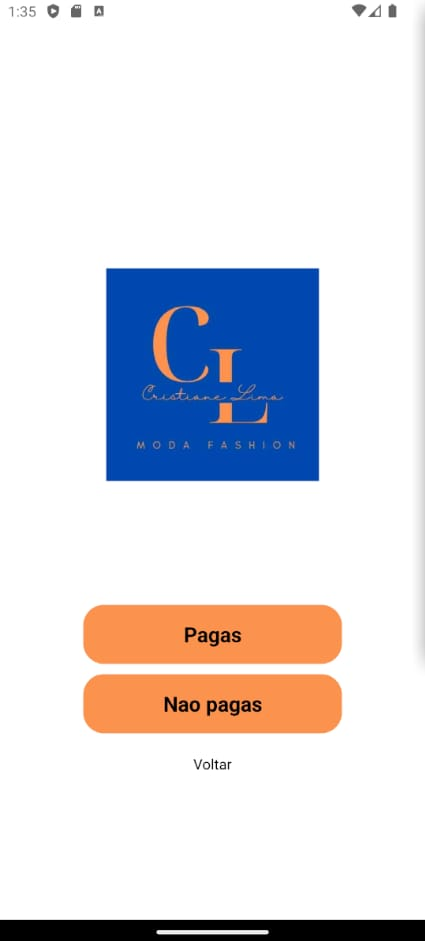 1:35
CL
Cristiane Lima
MODA FASHION
Pagas
Nao pagas
Voltar